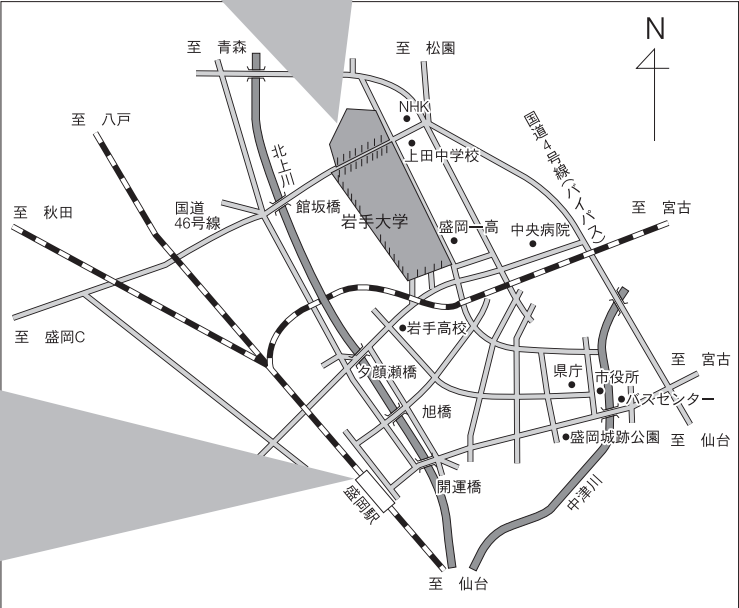 至 青森
至 松園
N
NHK
上田中学校
国道4号線(バイパス)
至 八戸
北上川
至 秋田
国道
46号線
館坂橋
岩手大学
盛岡一高
中央病院
至 宮古
至 盛岡C
岩手高校
夕顔瀬橋
県庁
市役所
至 宮古
バスセンター
旭橋
盛岡城跡公園
至 仙台
開運橋
盛岡駅
中津川
至 仙台